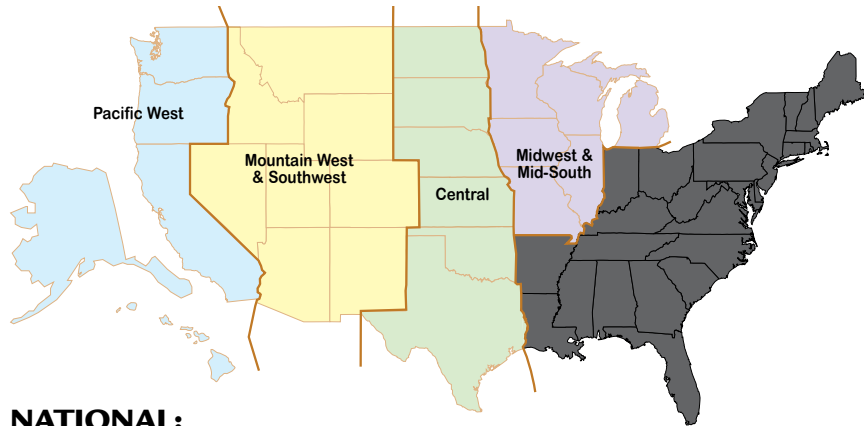 Pacific West
Mountain West
& Southwest
Central
Midwest &
Mid-South
NATIONAL: